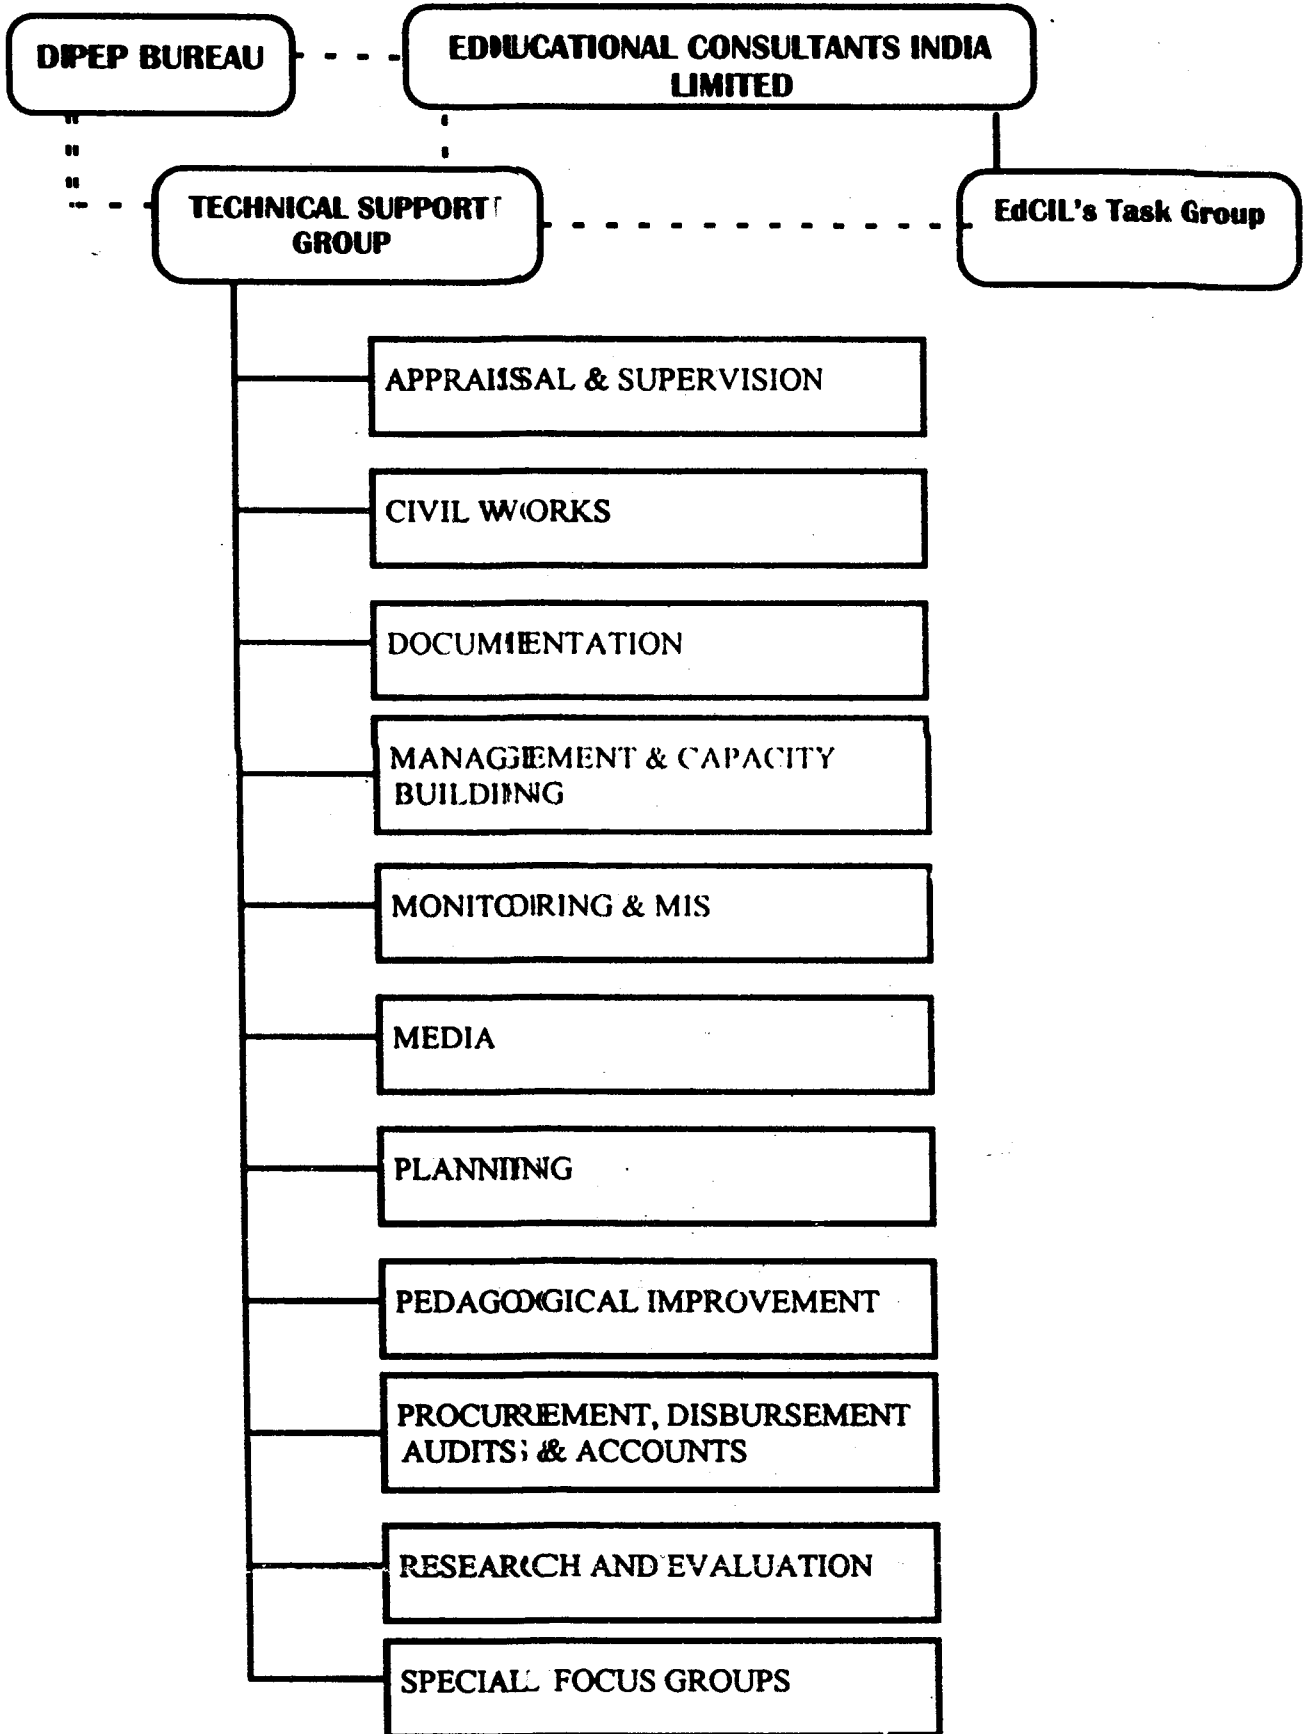 DPEP BUREAU
EDUCATIONAL CONSULTANTS INDIA
LIMITED
TECHNICAL SUPPORT
GROUP
EdCIL's Task Group
APPRAISAL & SUPERVISION
CIVIL WORKS
DOCUMENTATION
MANAGEMENT & CAPACITY
BUILDING
MONITORING & MIS
MEDIA
PLANNING
PEDAGOGICAL IMPROVEMENT
PROCUREMENT, DISBURSEMENT
AUDITS & ACCOUNTS
RESEARCH AND EVALUATION
SPECIAL FOCUS GROUPS